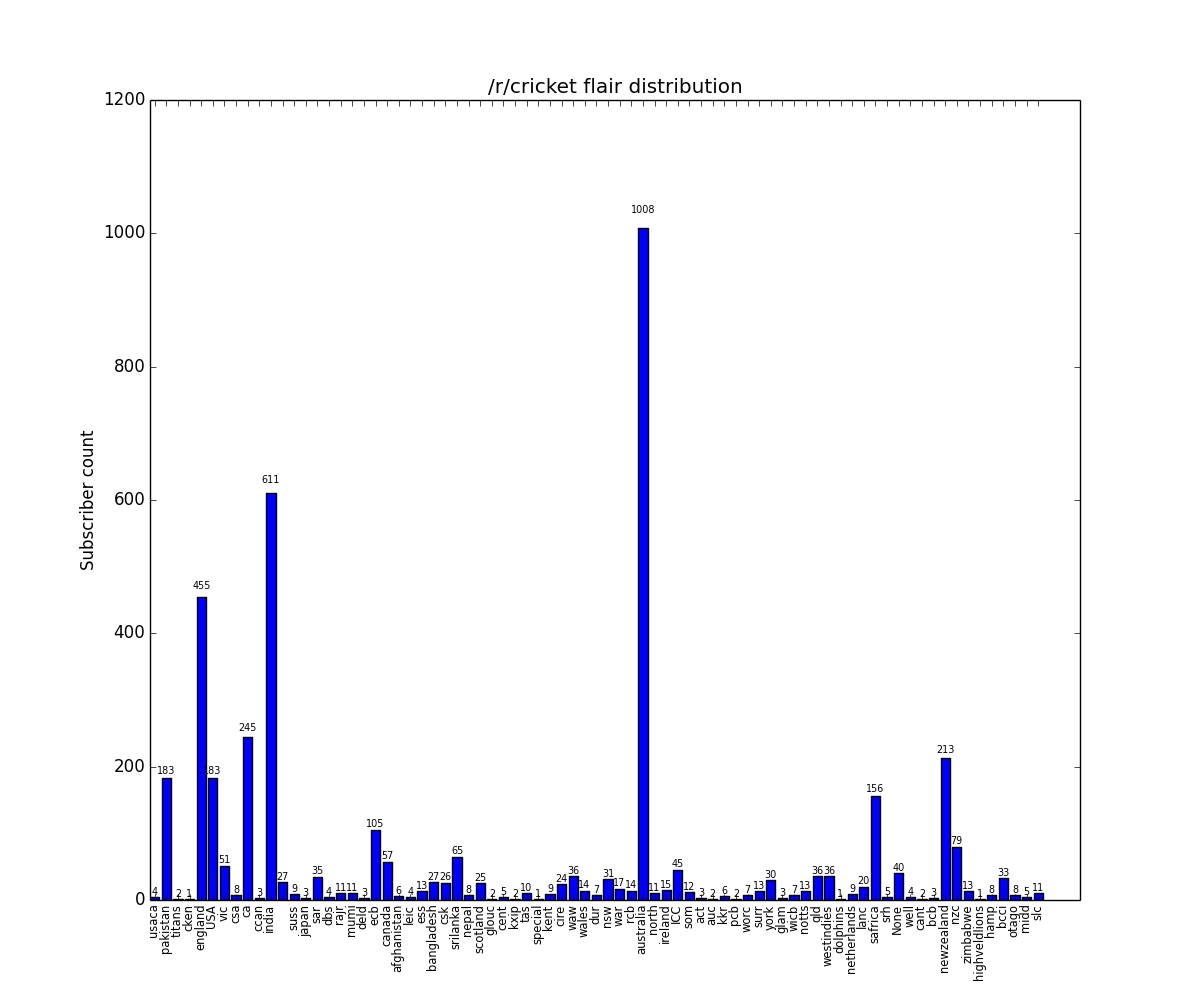 /r/cricket flair distribution
1200
1000
800
600
400
200
0
Subscriber count
4 183 2 1 455 183 51 8 245 3 611 27 9 3 35 4 11 11 3 105 57 6 4 13 27 26 65 8 25 2 5 2 10 1 9 24 36 14 7 31 17 14 1008 11 15 45 12 3 2 6 2 7 13 30 3 7 13 36 36 1 9 20 156 5 40 4 2 3 213 79 13 1 8 33 8 5 11
usaca
pakistan
titans
cken
england
USA
vic
csa
ca
ccan
india
suss
japan
sar
dbs
rajr
mumi
deld
ecb
canada
afghanistan
leic
ess
bangladesh
csk
srilanka
nepal
scotland
glouc
cent
kxip
tas
special
kent
cire
waw
wales
dur
nsw
war
rcb
australia
north
ireland
ICC
som
act
auc
kkr
pcb
worc
surr
york
glam
wicb
notts
qld
westindies
dolphins
netherlands
lanc
safrica
srh
None
well
cant
bcb
newzealand
nzc
zimbabwe
highveldlions
hamp
bcci
otago
midd
slc